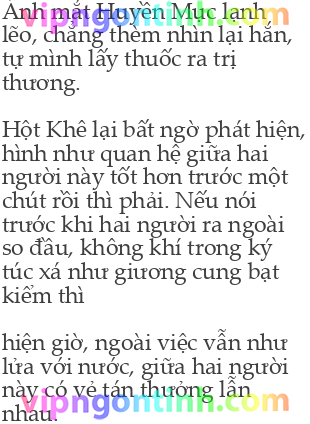 Ánh mắt Huyền Mục lạnh
vipngontinh.com
lẽo, chẳng thèm nhìn lại hắn,
tự mình lấy thuốc ra trị
thương.
Hột Khê lại bất ngờ phát hiện,
hình như quan hệ giữa hai
người này tốt hơn trước một
chút rồi thì phải. Nếu nói
trước khi hai người ra ngoài
so đầu, không khí trong ký
túc xá như giương cung bạt
kiếm thì
hiện giờ, ngoài việc vẫn như
lửa với nước, giữa hai người
này có vẻ tán thưởng lẫn
vipngontinh.com
nhau.